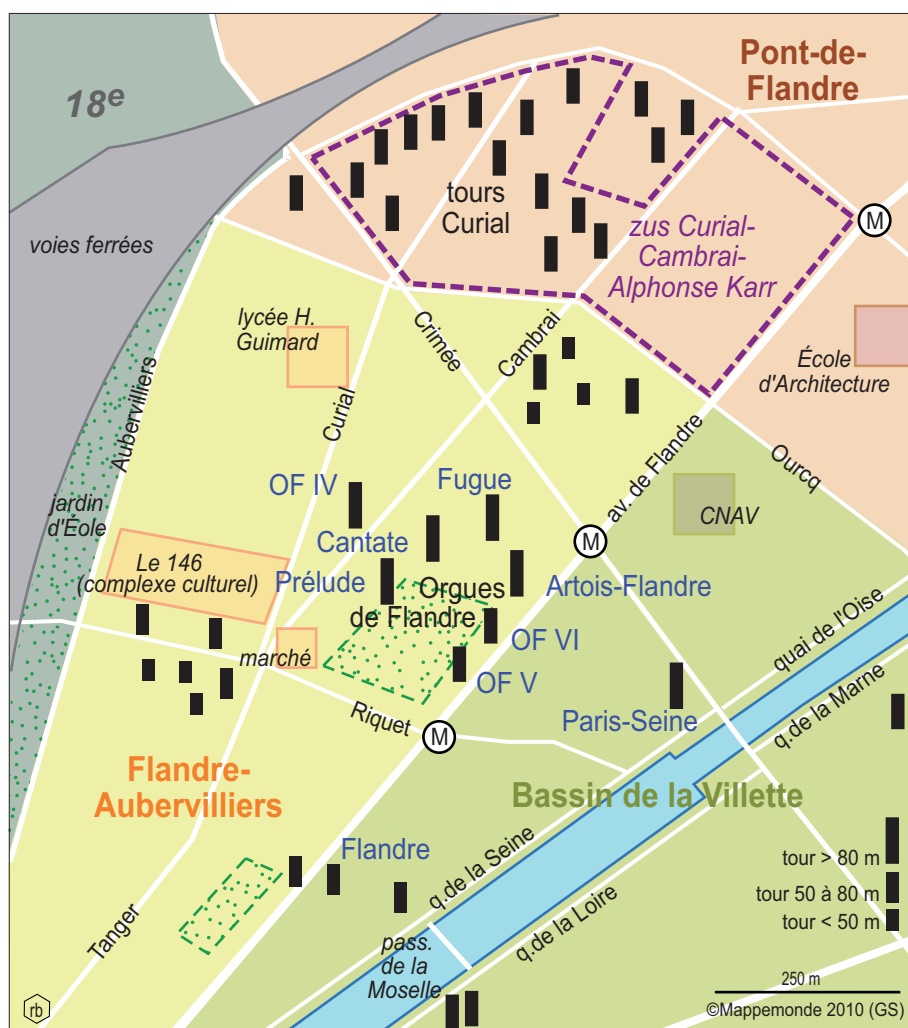 Pont-de-
Flandre
18e
tours
Curial
zus Curial-
Cambrai-
Alphonse Karr
M
voies ferrées
lycée H.
Guimard
Crimée
Cambrai
École
d'Architecture
Aubervilliers
Curial
av. de Flandre
Ourcq
OF IV
Fugue
CNAV
jardin
d'Éole
Cantate
M
Le 146
(complexe culturel)
Prélude
Orgues
de Flandre
Artois-Flandre
OF VI
quai de l'Oise
marché
OF V
Riquet
M
Paris-Seine
q.de la Marne
Flandre-
Aubervilliers
Bassin de la Villette
Flandre
q.de la Seine
tour > 80 m
tour 50 à 80 m
tour < 50 m
q.de la Loire
Tanger
pass.
de la
Moselle
250 m
rb
©Mappemonde 2010 (GS)